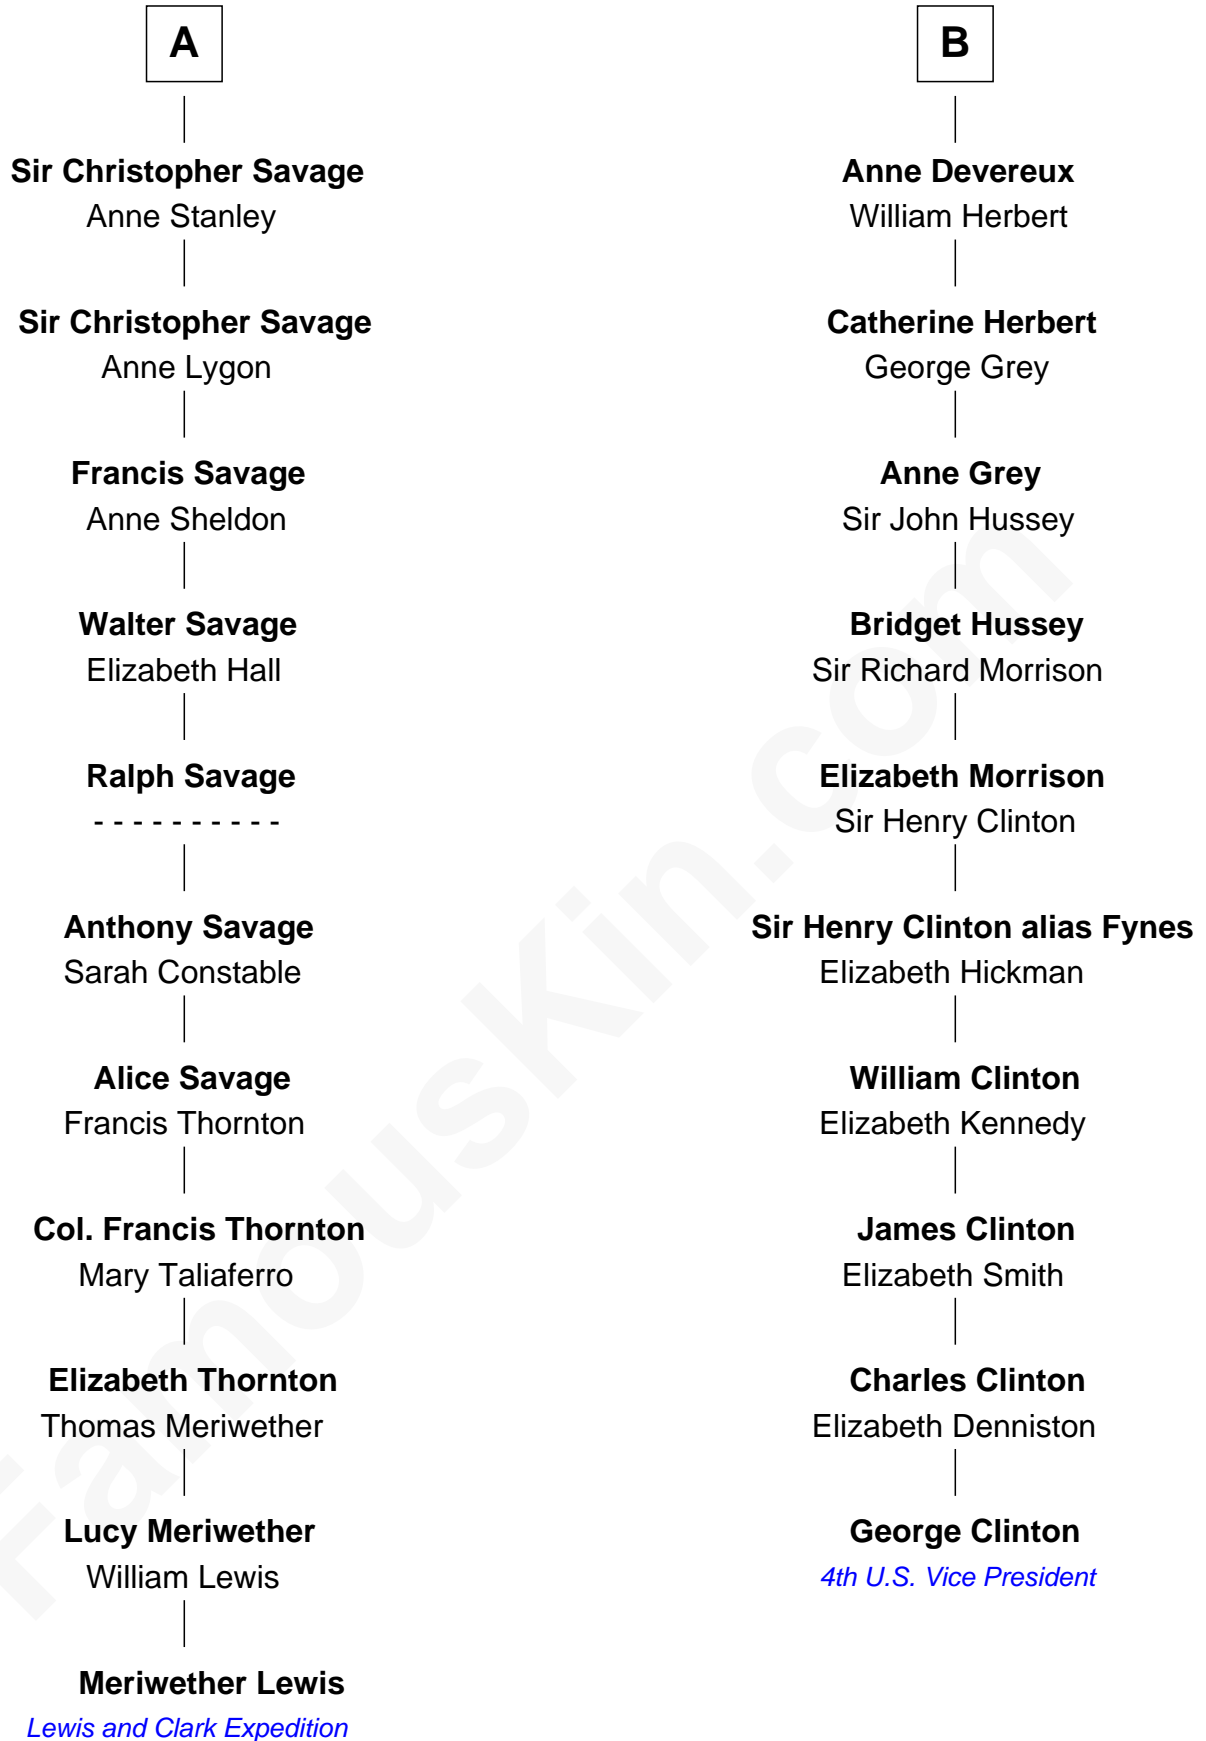 A
Sir Christopher Savage
Anne Stanley
Sir Christopher Savage
Anne Lygon
Francis Savage
Anne Sheldon
Walter Savage
Elizabeth Hall
Ralph Savage
- - - - - - - - - -
Anthony Savage
Sarah Constable
Alice Savage
Francis Thornton
Col. Francis Thornton
Mary Taliaferro
Elizabeth Thornton
Thomas Meriwether
Lucy Meriwether
William Lewis
Meriwether Lewis
Lewis and Clark Expedition
B
Anne Devereux
William Herbert
Catherine Herbert
George Grey
Anne Grey
Sir John Hussey
Bridget Hussey
Sir Richard Morrison
Elizabeth Morrison
Sir Henry Clinton
Sir Henry Clinton alias Fynes
Elizabeth Hickman
William Clinton
Elizabeth Kennedy
James Clinton
Elizabeth Smith
Charles Clinton
Elizabeth Denniston
George Clinton
4th U.S. Vice President
FamousKin.com